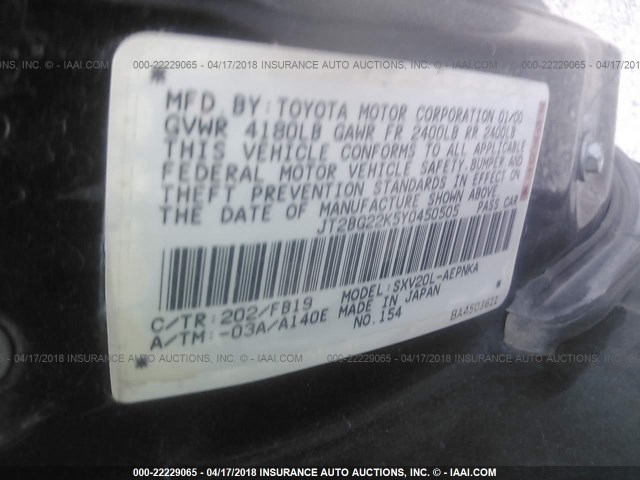 000-22229065 - 04/17/2018 INSURANCE AUTO AUCTIONS, INC. - IAAI.COM
000-22229065 - 04/17/2018 INSURANCE AUTO AUCTIONS, INC. - IAAI.COM
MFD. BY: TOYOTA MOTOR CORPORATION 01/00
GVWR 4180LB GAWR FR 2400LB RR 2400LB
THIS VEHICLE CONFORMS TO ALL APPLICABLE
FEDERAL MOTOR VEHICLE SAFETY, BUMPER AND
THEFT PREVENTION STANDARDS IN EFFECT ON
THE DATE OF MANUFACTURE SHOWN ABOVE.
JT2BG22K5Y0450505 PASS.CAR
MODEL: SXV20L-AEPNKA
C/TR: 202/FB19 MADE IN JAPAN
A/TM: -03A/A140E NO.154 BA4503622
000-22229065 - 04/17/2018 INSURANCE AUTO AUCTIONS, INC. - IAAI.COM